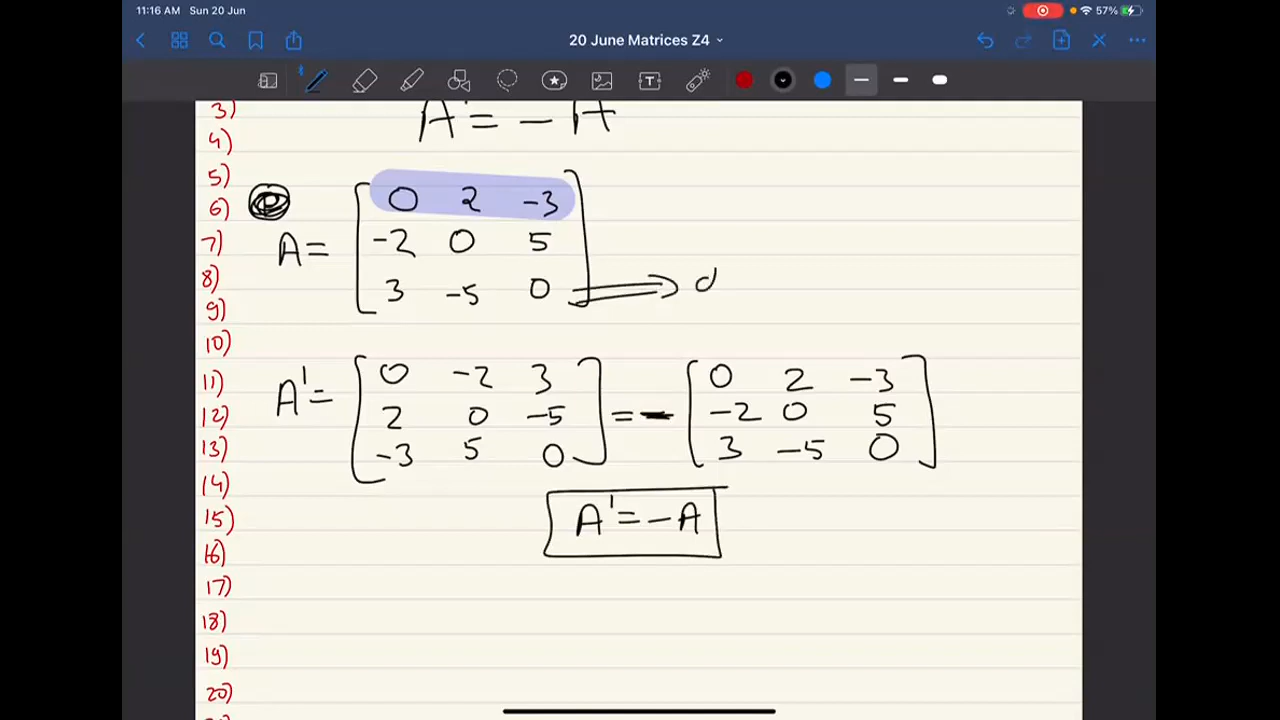 11:16 AM Sun 20 Jun 57%
20 June Matrices Z4
3) A' = - A
4)
5)
6) 0 2 -3
7) A = -2 0 5
8) 3 -5 0 ⟹ d
9)
10)
11) A' = 0 -2 3 = - 0 2 -3
12) 2 0 -5 -2 0 5
13) -3 5 0 3 -5 0
14)
15) A' = -A
16)
17)
18)
19)
20)